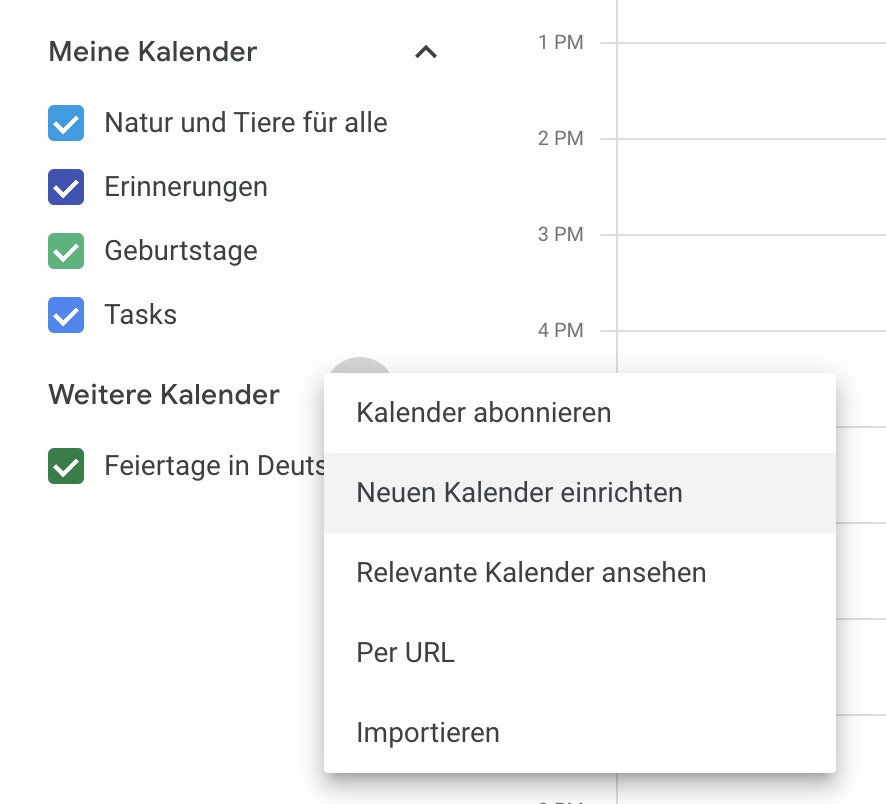 Meine Kalender
Natur und Tiere für alle
Erinnerungen
Geburtstage
Tasks
Weitere Kalender
Feiertage in Deuts
1 PM
2 PM
3 PM
4 PM
Kalender abonnieren
Neuen Kalender einrichten
Relevante Kalender ansehen
Per URL
Importieren